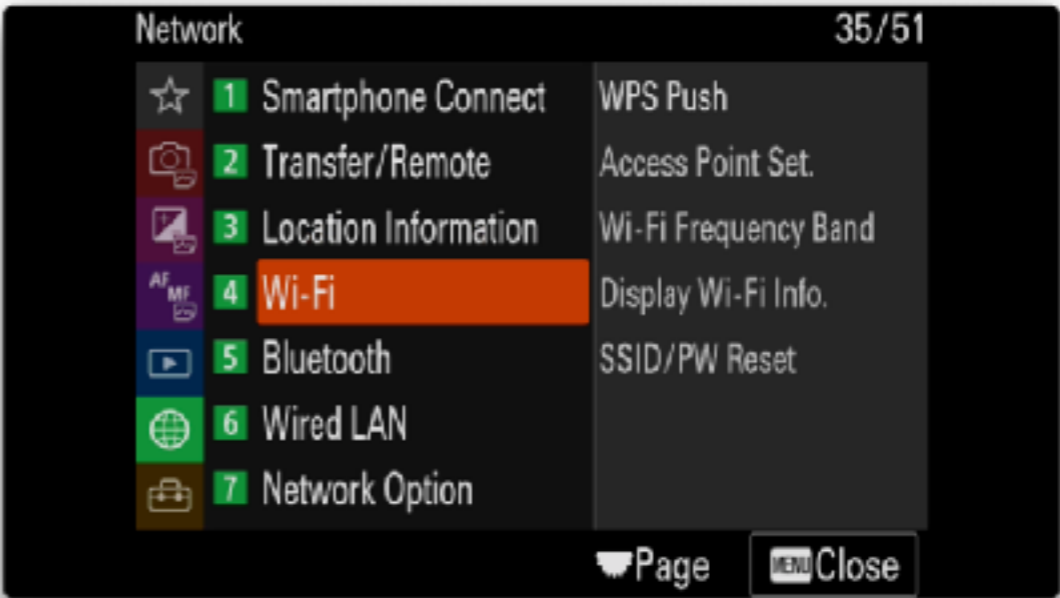 Network 35/51
1 Smartphone Connect
2 Transfer/Remote
3 Location Information
4 Wi-Fi
5 Bluetooth
6 Wired LAN
7 Network Option
WPS Push
Access Point Set.
Wi-Fi Frequency Band
Display Wi-Fi Info.
SSID/PW Reset
AF
MF
Page MENU Close